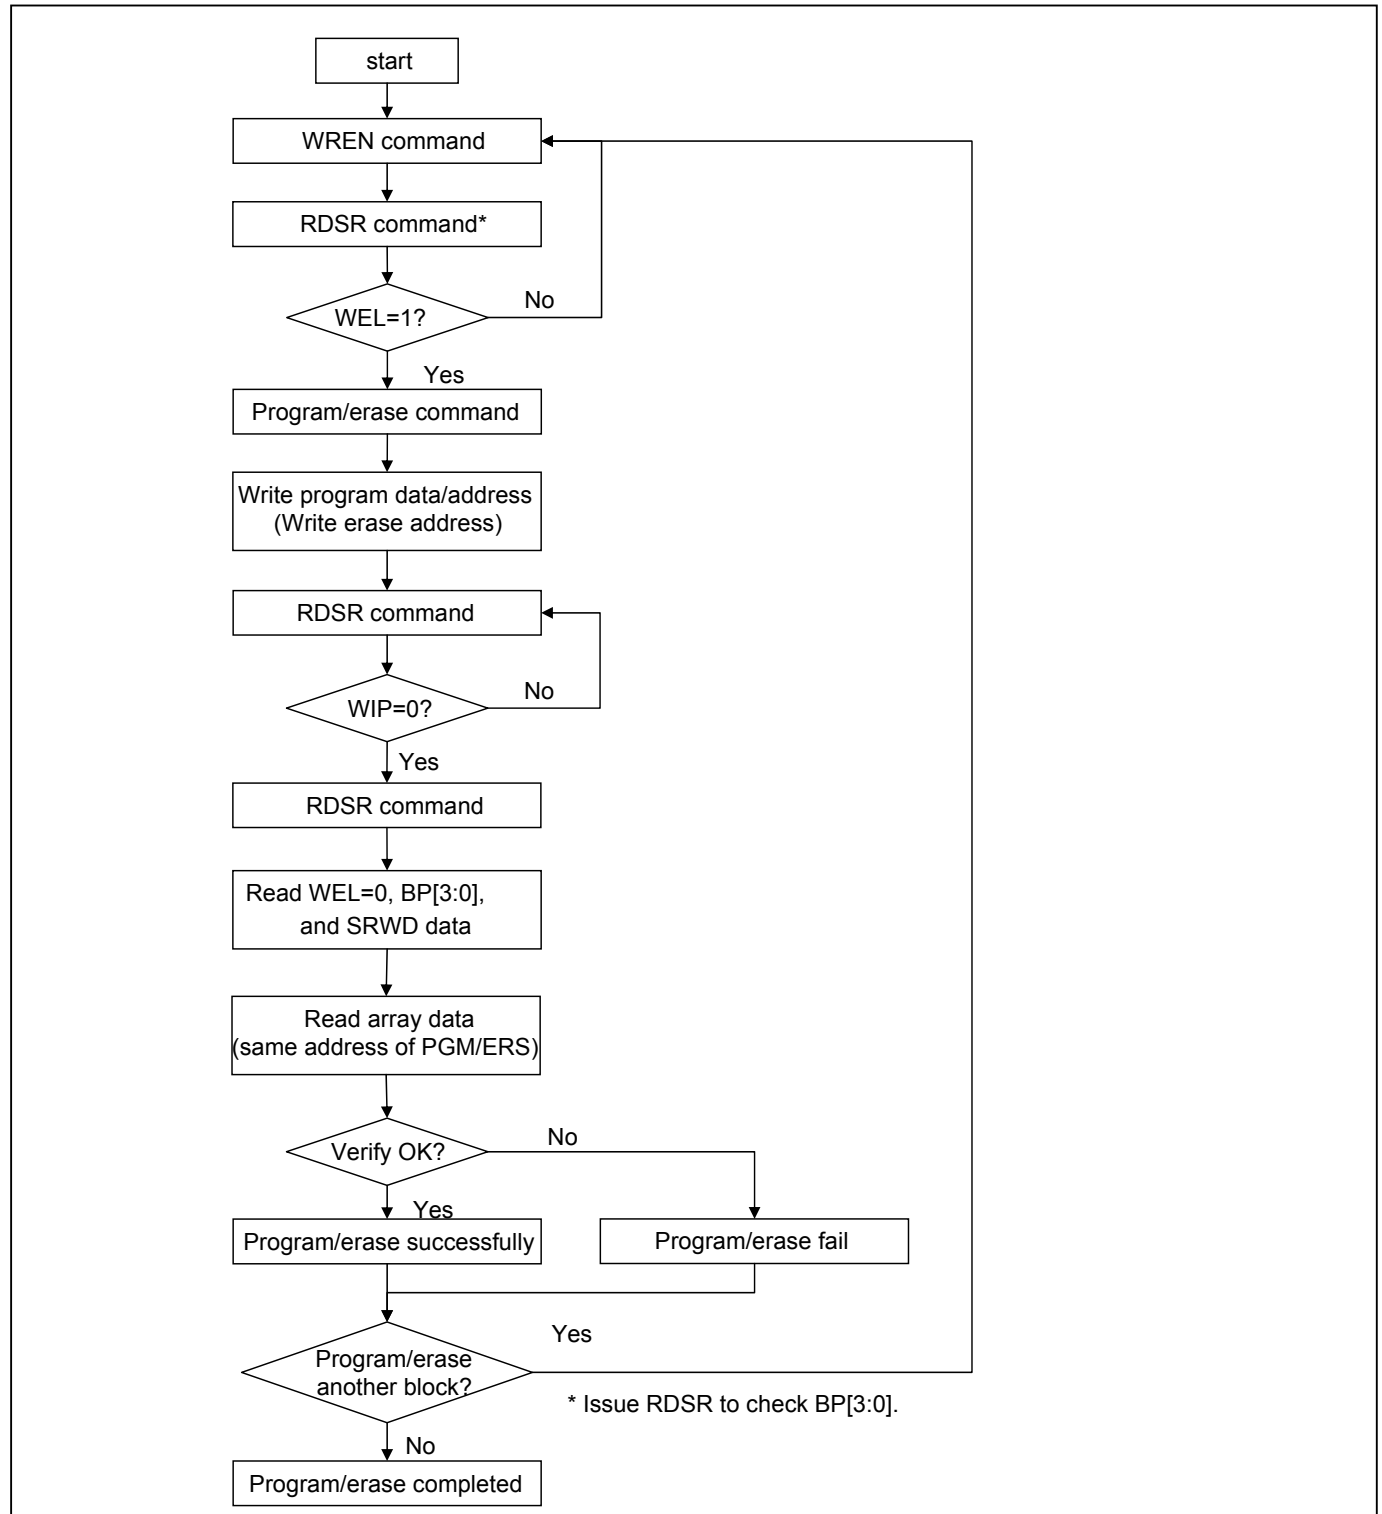 start
WREN command
RDSR command*
WEL=1?
No
Yes
Program/erase command
Write program data/address
(Write erase address)
RDSR command
WIP=0?
No
Yes
RDSR command
Read WEL=0, BP[3:0],
and SRWD data
Read array data
(same address of PGM/ERS)
Verify OK?
No
Yes
Program/erase successfully
Program/erase fail
Yes
Program/erase
another block?
* Issue RDSR to check BP[3:0].
No
Program/erase completed